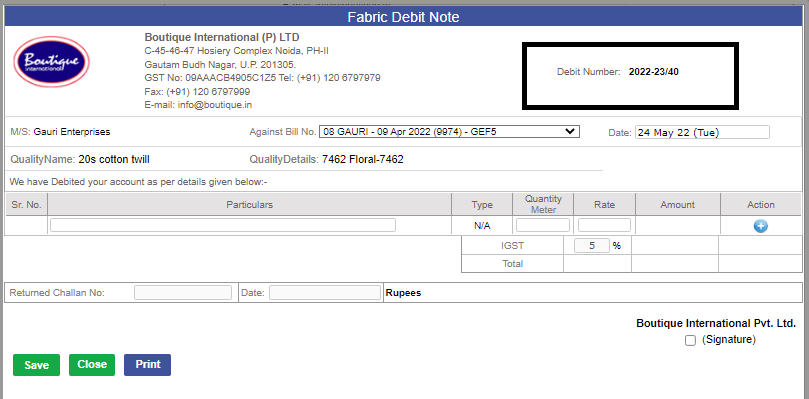 Fabric Debit Note
Boutique
International
Boutique International (P) LTD
C-45-46-47 Hosiery Complex Noida, PH-II
Gautam Budh Nagar, U.P. 201305.
GST No: 09AAACB4905C1Z5 Tel: (+91) 120 6797979
Fax: (+91) 120 6797999
E-mail: info@boutique.in
Debit Number: 2022-23/40
M/S: Gauri Enterprises Against Bill No. 08 GAURI - 09 Apr 2022 (9974) - GEF5 Date: 24 May 22 (Tue)
QualityName: 20s cotton twill QualityDetails: 7462 Floral-7462
We have Debited your account as per details given below:-
Sr. No. Particulars Type Quantity Meter Rate Amount Action
N/A
IGST 5 %
Total
Returned Challan No: Date: Rupees
Boutique International Pvt. Ltd.
(Signature)
Save Close Print